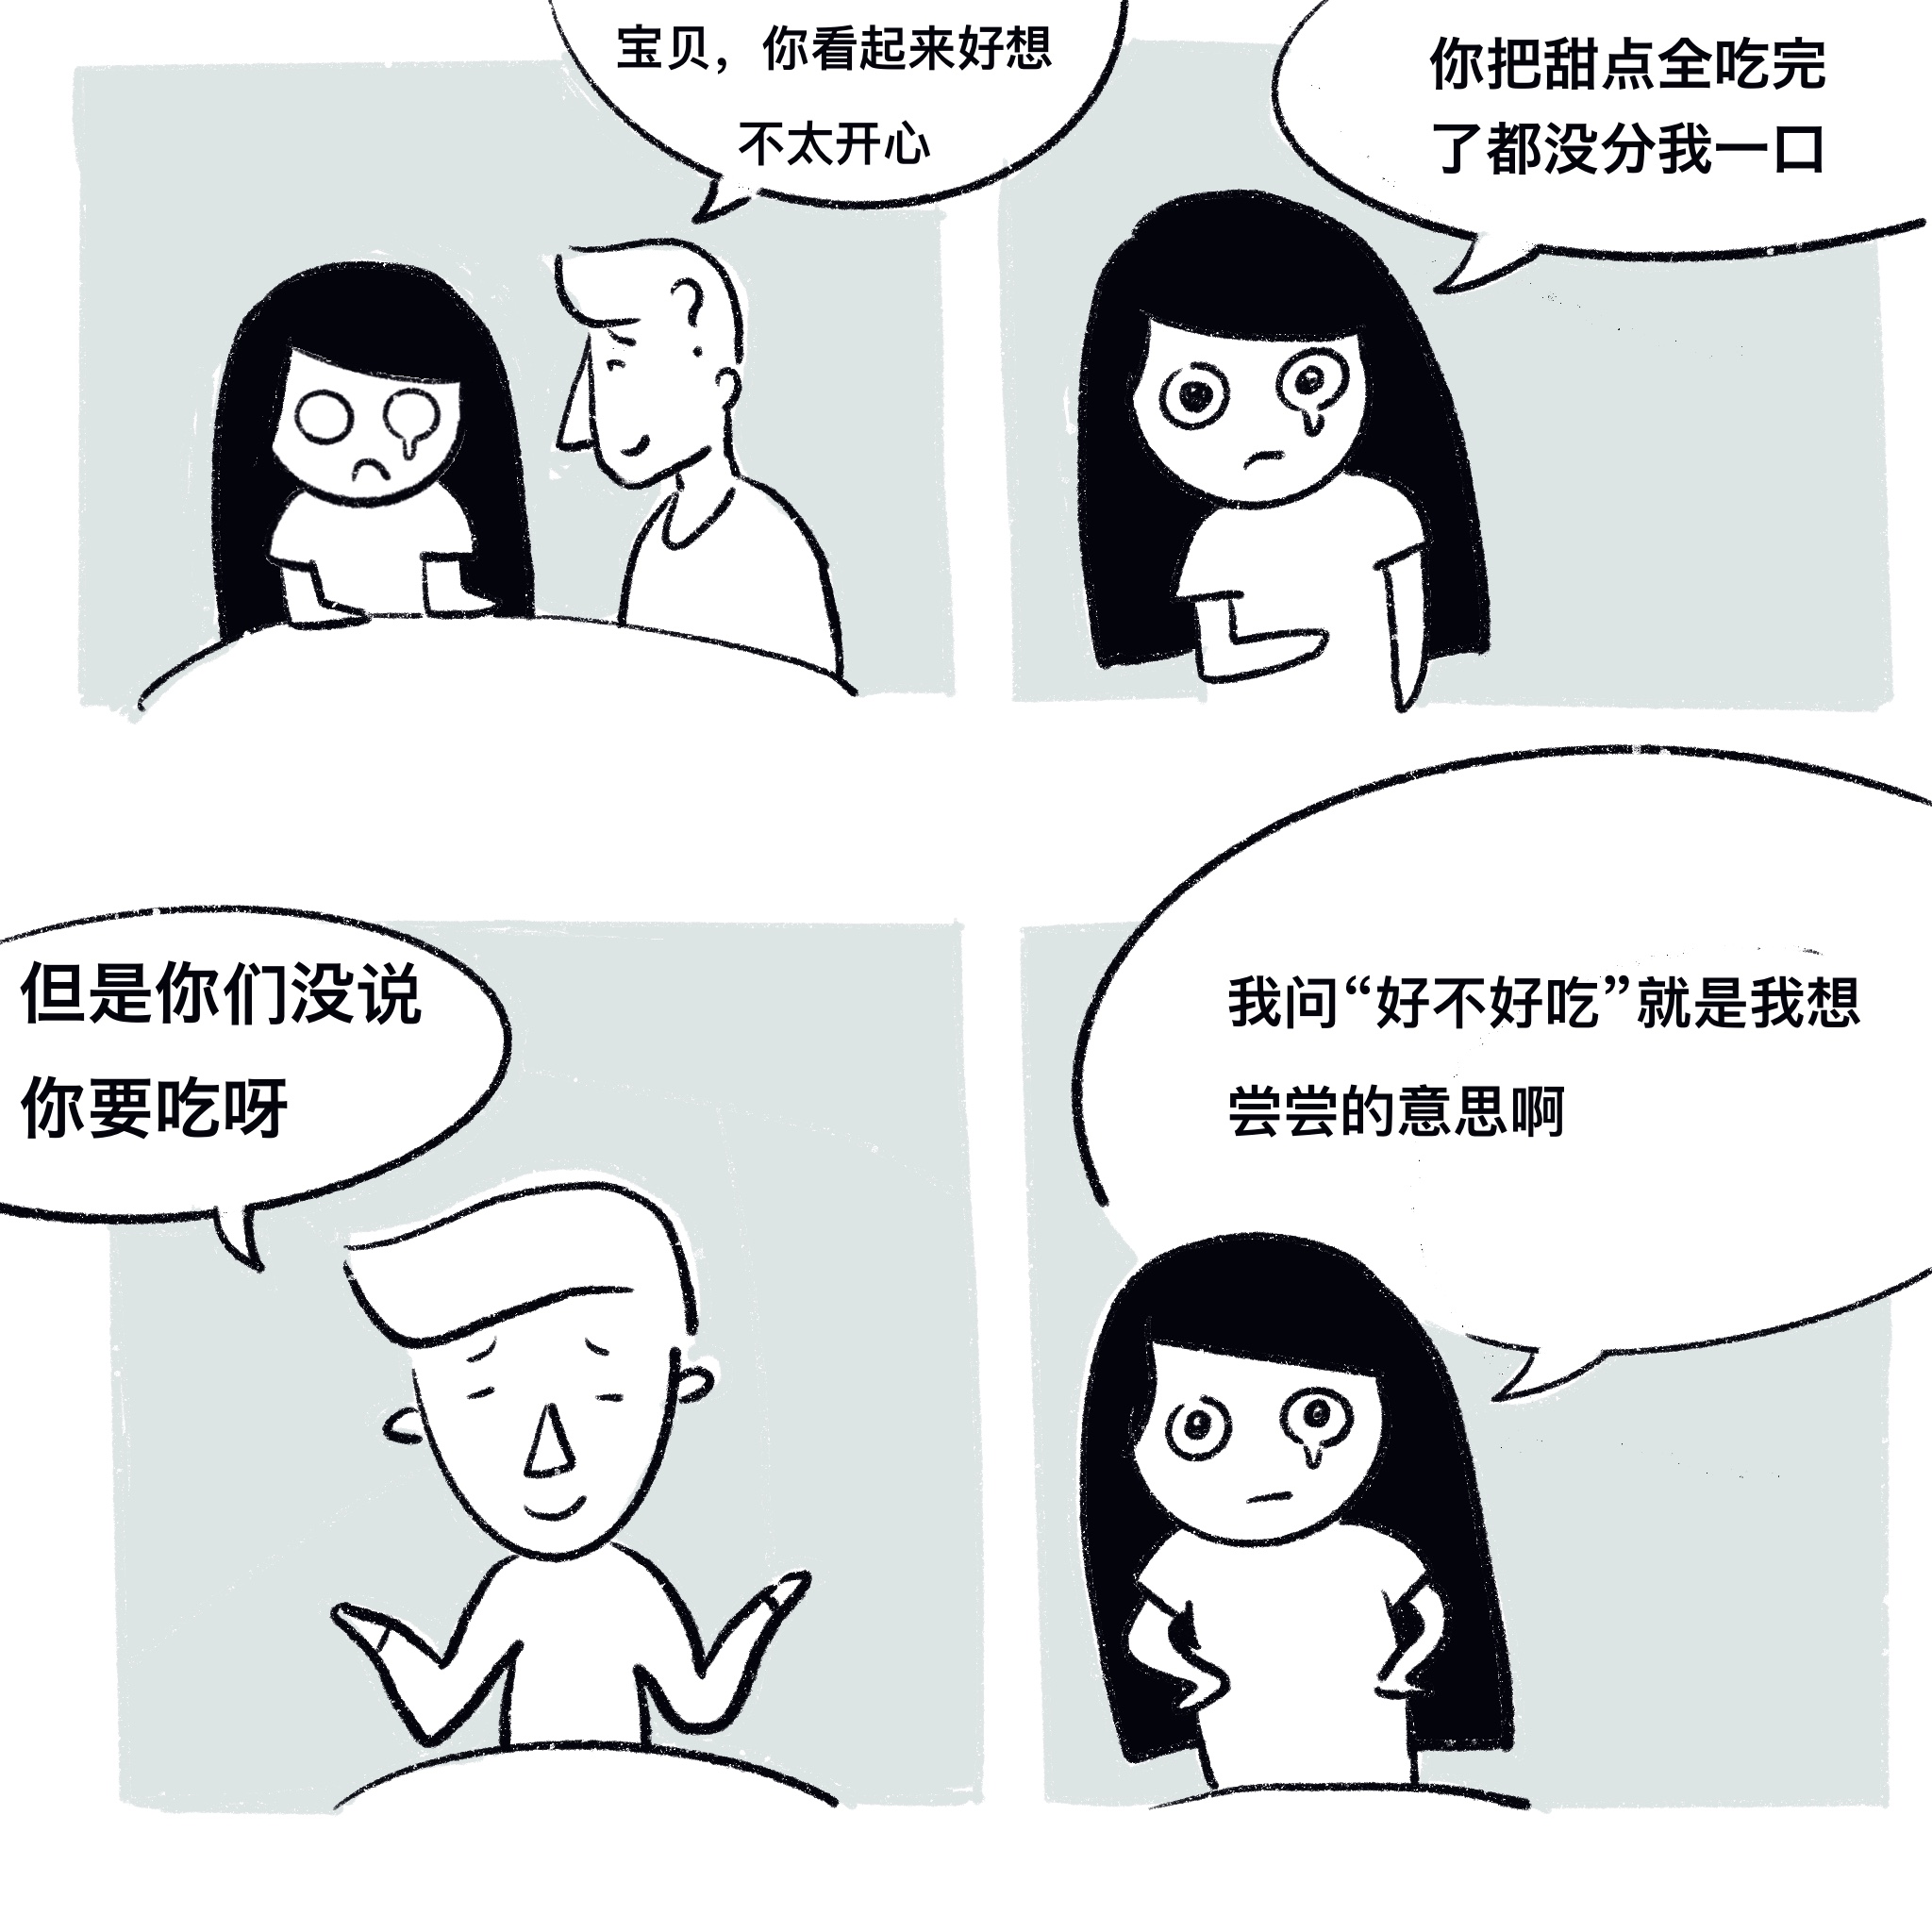 宝贝，你看起来好想
不太开心
你把甜点全吃完
了都没分我一口
但是你们没说
你要吃呀
我问“好不好吃”就是我想
尝尝的意思啊